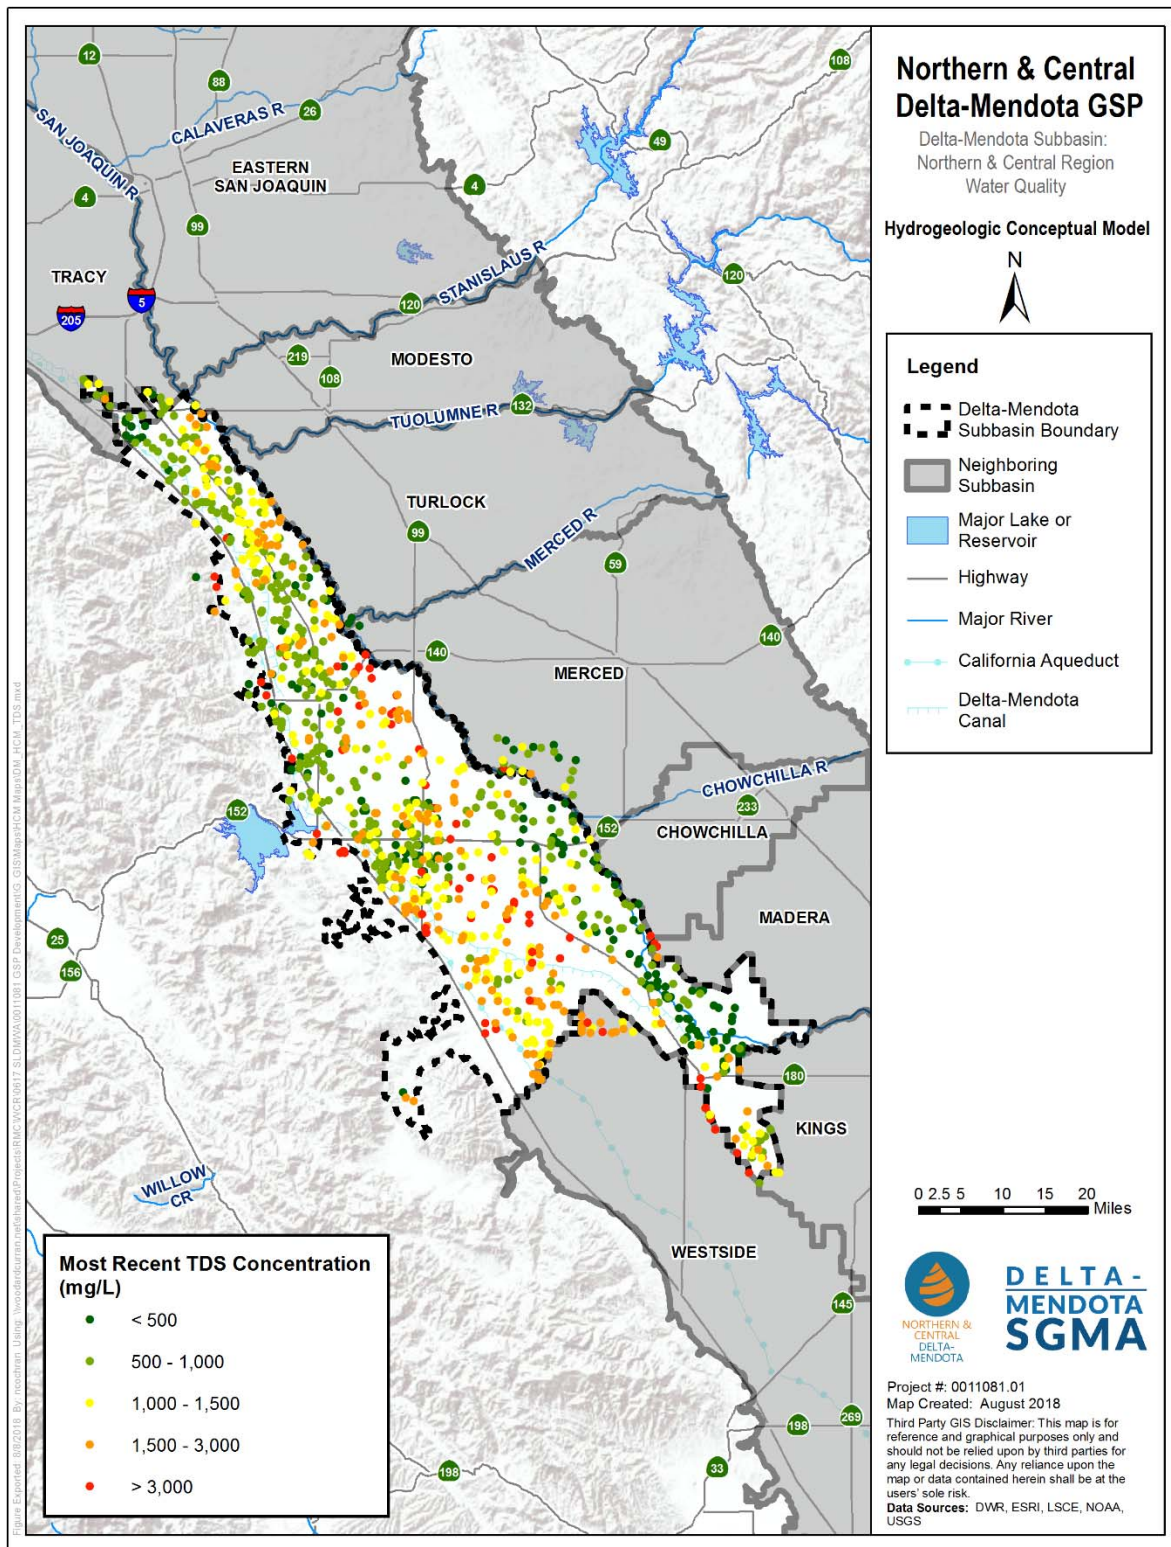 Northern & Central
Delta-Mendota GSP
Delta-Mendota Subbasin:
Northern & Central Region
Water Quality
Hydrogeologic Conceptual Model
N
Legend
Delta-Mendota
Subbasin Boundary
Neighboring
Subbasin
Major Lake or
Reservoir
Highway
Major River
California Aqueduct
Delta-Mendota
Canal
0 2.5 5 10 15 20
Miles
NORTHERN &
CENTRAL
DELTA-
MENDOTA
DELTA-
MENDOTA
SGMA
Project #: 0011081.01
Map Created: August 2018
Third Party GIS Disclaimer: This map is for
reference and graphical purposes only and
should not be relied upon by third parties for
any legal decisions. Any reliance upon the
map or data contained herein shall be at the
users' sole risk.
Data Sources: DWR, ESRI, LSCE, NOAA,
USGS
12
88
26
108
SAN JOAQUIN R
CALAVERAS R
49
EASTERN
SAN JOAQUIN
4
4
99
TRACY
STANISLAUS R
120
5
205
120
219
MODESTO
108
TUOLUMNE R
132
TURLOCK
99
MERCED R
59
140
140
MERCED
CHOWCHILLA R
233
152
152
CHOWCHILLA
MADERA
25
156
180
KINGS
WILLOW
CR
WESTSIDE
145
198
269
33
198
Most Recent TDS Concentration
(mg/L)
< 500
500 - 1,000
1,000 - 1,500
1,500 - 3,000
> 3,000